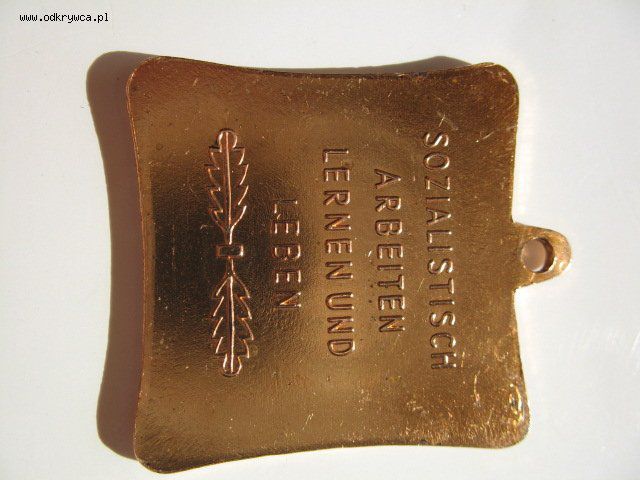 www.odkrywca.pl
SOZIALISTISCH
ARBEITEN
LERNEN UND
LEBEN